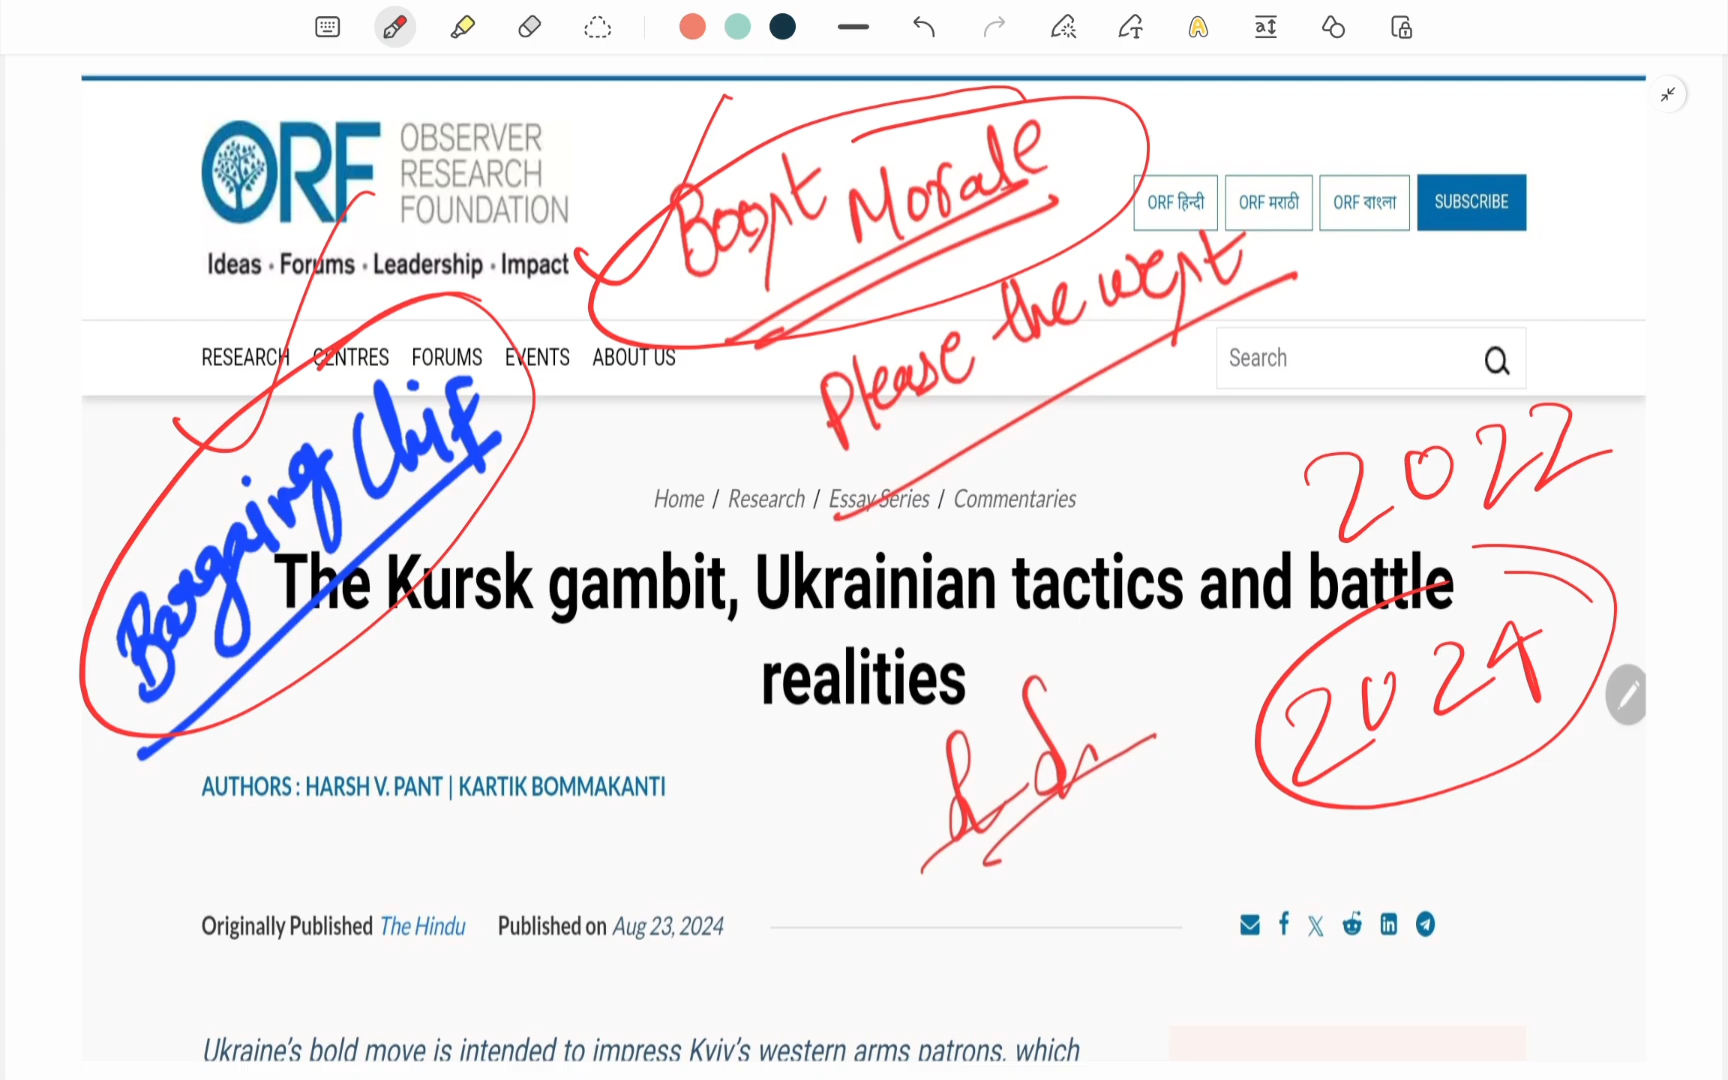 ORF OBSERVER
RESEARCH
FOUNDATION
Ideas · Forums · Leadership · Impact
Boost Morale
Please the west
ORF हिन्दी ORF मराठी ORF বাংলা SUBSCRIBE
RESEARCH CENTRES FORUMS EVENTS ABOUT US
Search
Bargaing Chif
2022
2024
Home / Research / Essay Series / Commentaries
The Kursk gambit, Ukrainian tactics and battle
realities
AUTHORS : HARSH V. PANT | KARTIK BOMMAKANTI
Originally Published The Hindu Published on Aug 23, 2024
Ukraine's bold move is intended to impress Kyiv's western arms patrons, which